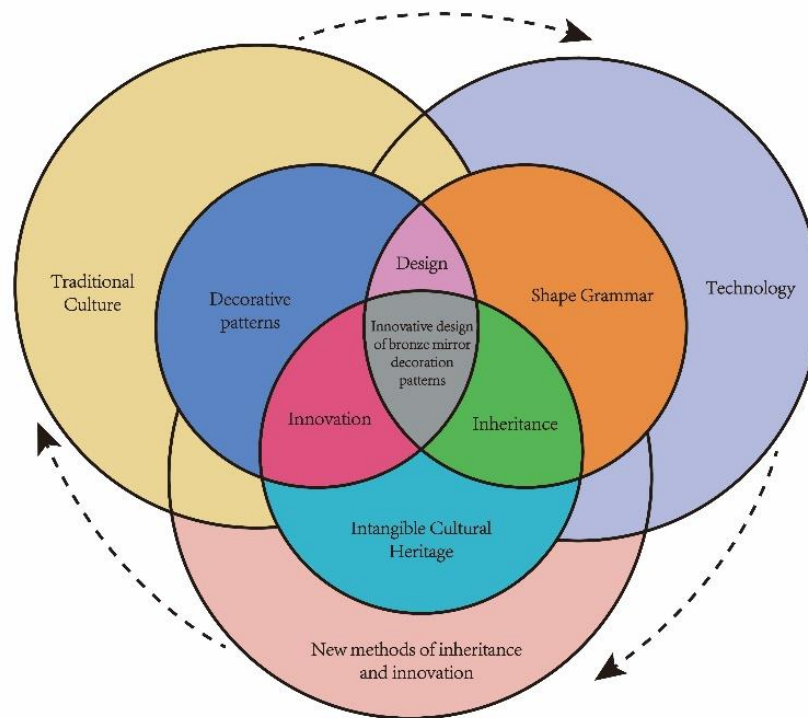 Design
Traditional
Culture
Decorative
patterns
Shape Grammar
Technology
Innovative design
of bronze mirror
decoration
patterns
Innovation
Inheritance
Intangible Cultural
Heritage
New methods of inheritance
and innovation